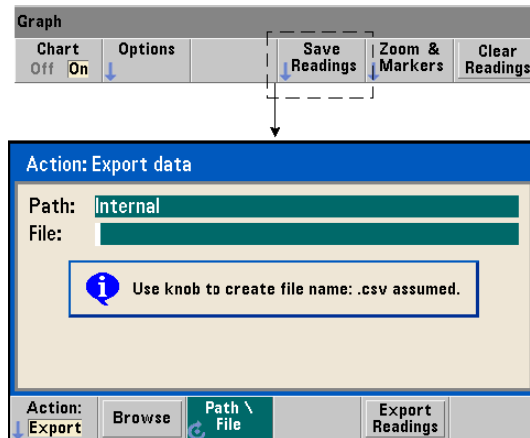 Graph
Chart
Off On
Options
Save
Readings
Zoom &
Markers
Clear
Readings
Action: Export data
Path: Internal
File:
i Use knob to create file name: .csv assumed.
Action:
Export
Browse
Path \
File
Export
Readings